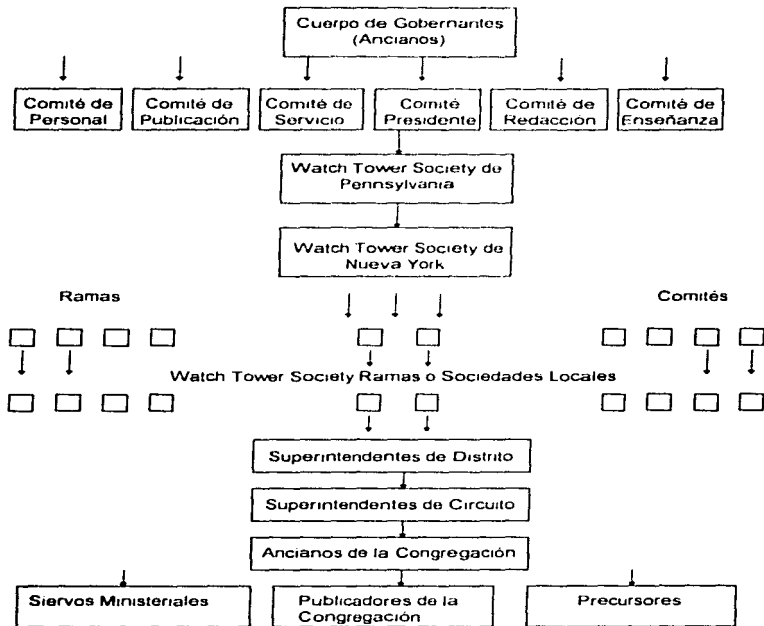 Cuerpo de Gobernantes
(Ancianos)
Comité de
Personal
Comité de
Publicación
Comité de
Servicio
Comité
Presidente
Comité de
Redacción
Comité de
Enseñanza
Watch Tower Society de
Pennsylvania
Watch Tower Society de
Nueva York
Ramas
Comités
Watch Tower Society Ramas o Sociedades Locales
Superintendentes de Distrito
Superintendentes de Circuito
Ancianos de la Congregación
Siervos Ministeriales
Publicadores de la
Congregación
Precursores